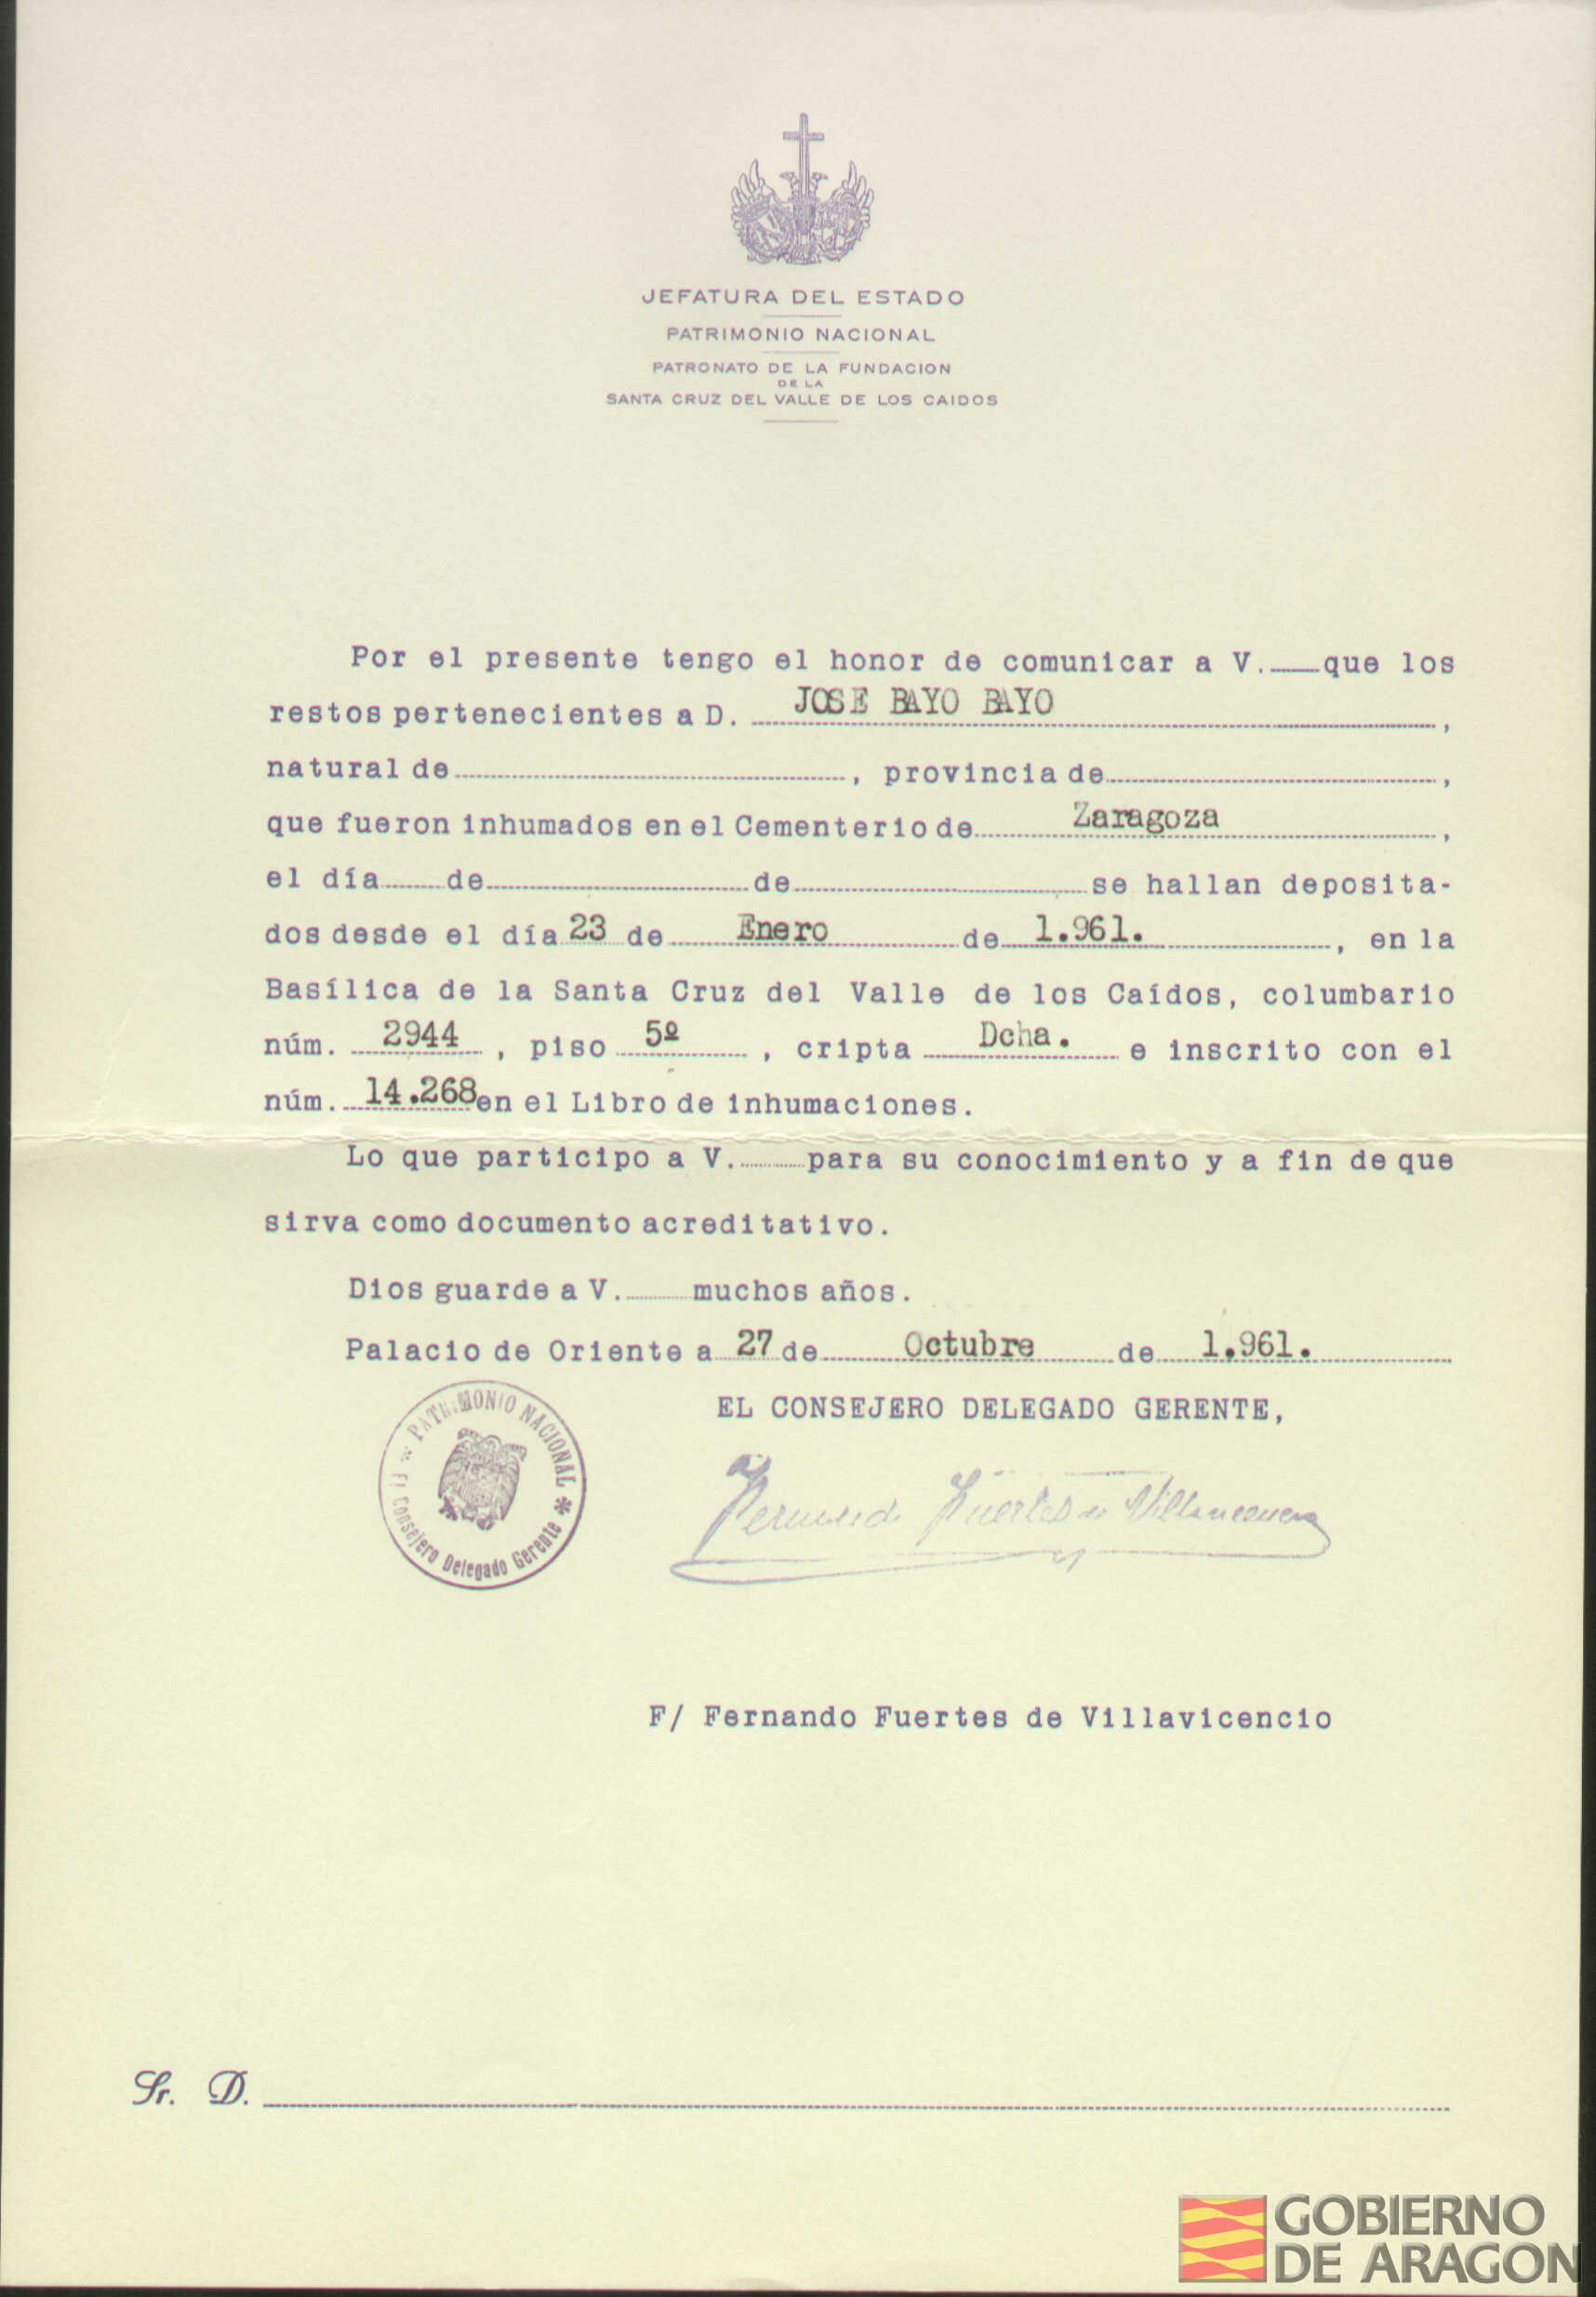 JEFATURA DEL ESTADO
PATRIMONIO NACIONAL
PATRONATO DE LA FUNDACION
DE LA
SANTA CRUZ DEL VALLE DE LOS CAIDOS
Por el presente tengo el honor de comunicar a V. que los
restos pertenecientes a D. JOSE BAYO BAYO,
natural de , provincia de ,
que fueron inhumados en el Cementerio de Zaragoza,
el día de de se hallan deposita-
dos desde el día 23 de Enero de 1.961. , en la
Basílica de la Santa Cruz del Valle de los Caídos, columbario
núm. 2944, piso 5º, cripta Dcha. e inscrito con el
núm. 14.268 en el Libro de inhumaciones.
Lo que participo a V. para su conocimiento y a fin de que
sirva como documento acreditativo.
Dios guarde a V. muchos años.
Palacio de Oriente a 27 de Octubre de 1.961.
EL CONSEJERO DELEGADO GERENTE,
* PATRIMONIO NACIONAL *
El Consejero Delegado Gerente
Fernando Fuertes de Villavicencio
F/ Fernando Fuertes de Villavicencio
Sr. D.
GOBIERNO
DE ARAGON